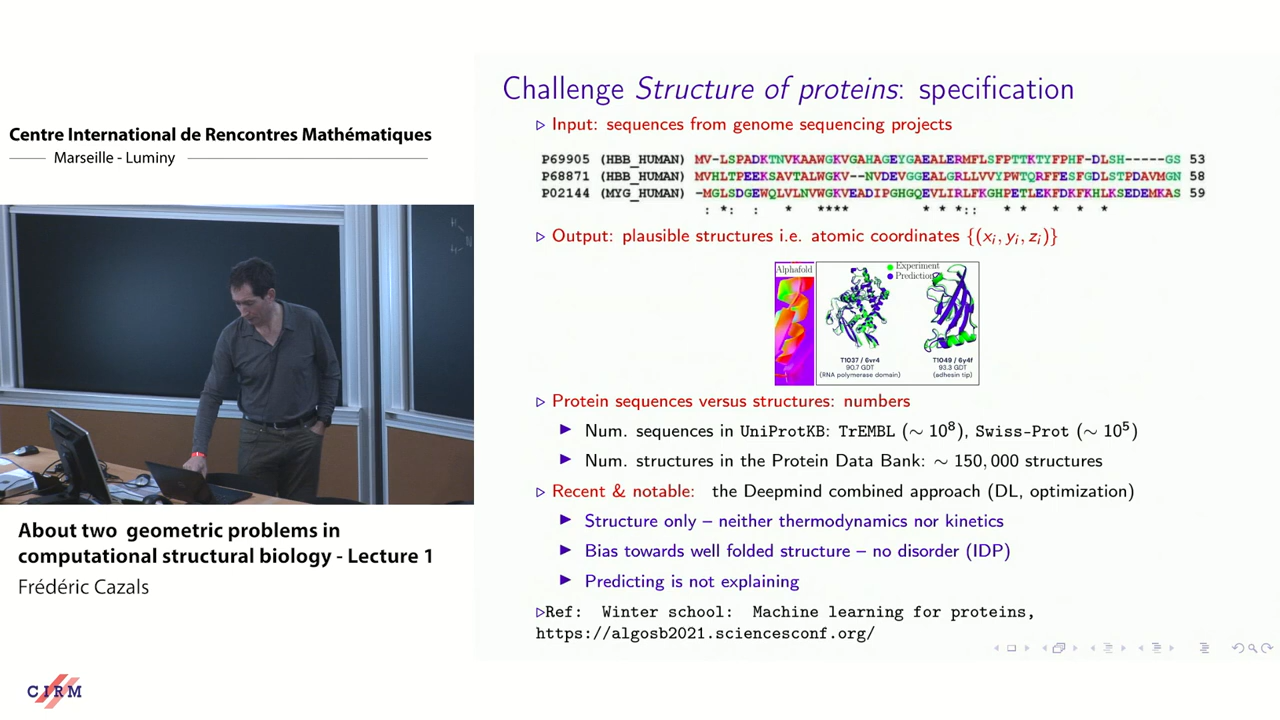 Centre International de Rencontres Mathématiques
Marseille - Luminy
About two geometric problems in
computational structural biology - Lecture 1
Frédéric Cazals
CIRM
Challenge Structure of proteins: specification
▷ Input: sequences from genome sequencing projects
P69905 (HBB_HUMAN) MV-LSPADKTNVKAAWGKVGAHAGEYGAEALERMFLSFPTTKTYFPHF-DLSH-----GS 53
P68871 (HBB_HUMAN) MVHLTPEEKSAVTALWGKV--NVDEVGGEALGRLLVVYPWTQRFFESFGDLSTPDAVMGN 58
P02144 (MYG_HUMAN) -MGLSDGEWQLVLNVWGKVEADIPGHGQEVLIRLFKGHPETLEKFDKFKHLKSEDEMKAS 59
: *: : * **** * * *:: * * * *
▷ Output: plausible structures i.e. atomic coordinates {(xᵢ, yᵢ, zᵢ)}
Alphafold
Experiment
Prediction
T1037 / 6vr4
90.7 GDT
(RNA polymerase domain)
T1049 / 6y4f
93.3 GDT
(adhesin tip)
▷ Protein sequences versus structures: numbers
▶ Num. sequences in UniProtKB: TrEMBL (∼ 10⁸), Swiss-Prot (∼ 10⁵)
▶ Num. structures in the Protein Data Bank: ∼ 150,000 structures
▷ Recent & notable: the Deepmind combined approach (DL, optimization)
▶ Structure only – neither thermodynamics nor kinetics
▶ Bias towards well folded structure – no disorder (IDP)
▶ Predicting is not explaining
▷Ref: Winter school: Machine learning for proteins,
https://algosb2021.sciencesconf.org/